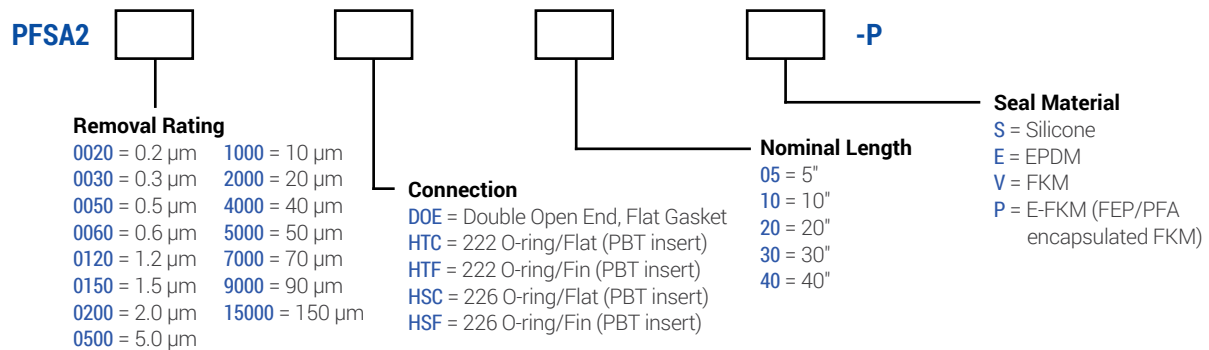 PFSA2 -P
Removal Rating
0020 = 0.2 µm 1000 = 10 µm
0030 = 0.3 µm 2000 = 20 µm
0050 = 0.5 µm 4000 = 40 µm
0060 = 0.6 µm 5000 = 50 µm
0120 = 1.2 µm 7000 = 70 µm
0150 = 1.5 µm 9000 = 90 µm
0200 = 2.0 µm 15000 = 150 µm
0500 = 5.0 µm
Connection
DOE = Double Open End, Flat Gasket
HTC = 222 O-ring/Flat (PBT insert)
HTF = 222 O-ring/Fin (PBT insert)
HSC = 226 O-ring/Flat (PBT insert)
HSF = 226 O-ring/Fin (PBT insert)
Nominal Length
05 = 5"
10 = 10"
20 = 20"
30 = 30"
40 = 40"
Seal Material
S = Silicone
E = EPDM
V = FKM
P = E-FKM (FEP/PFA
encapsulated FKM)